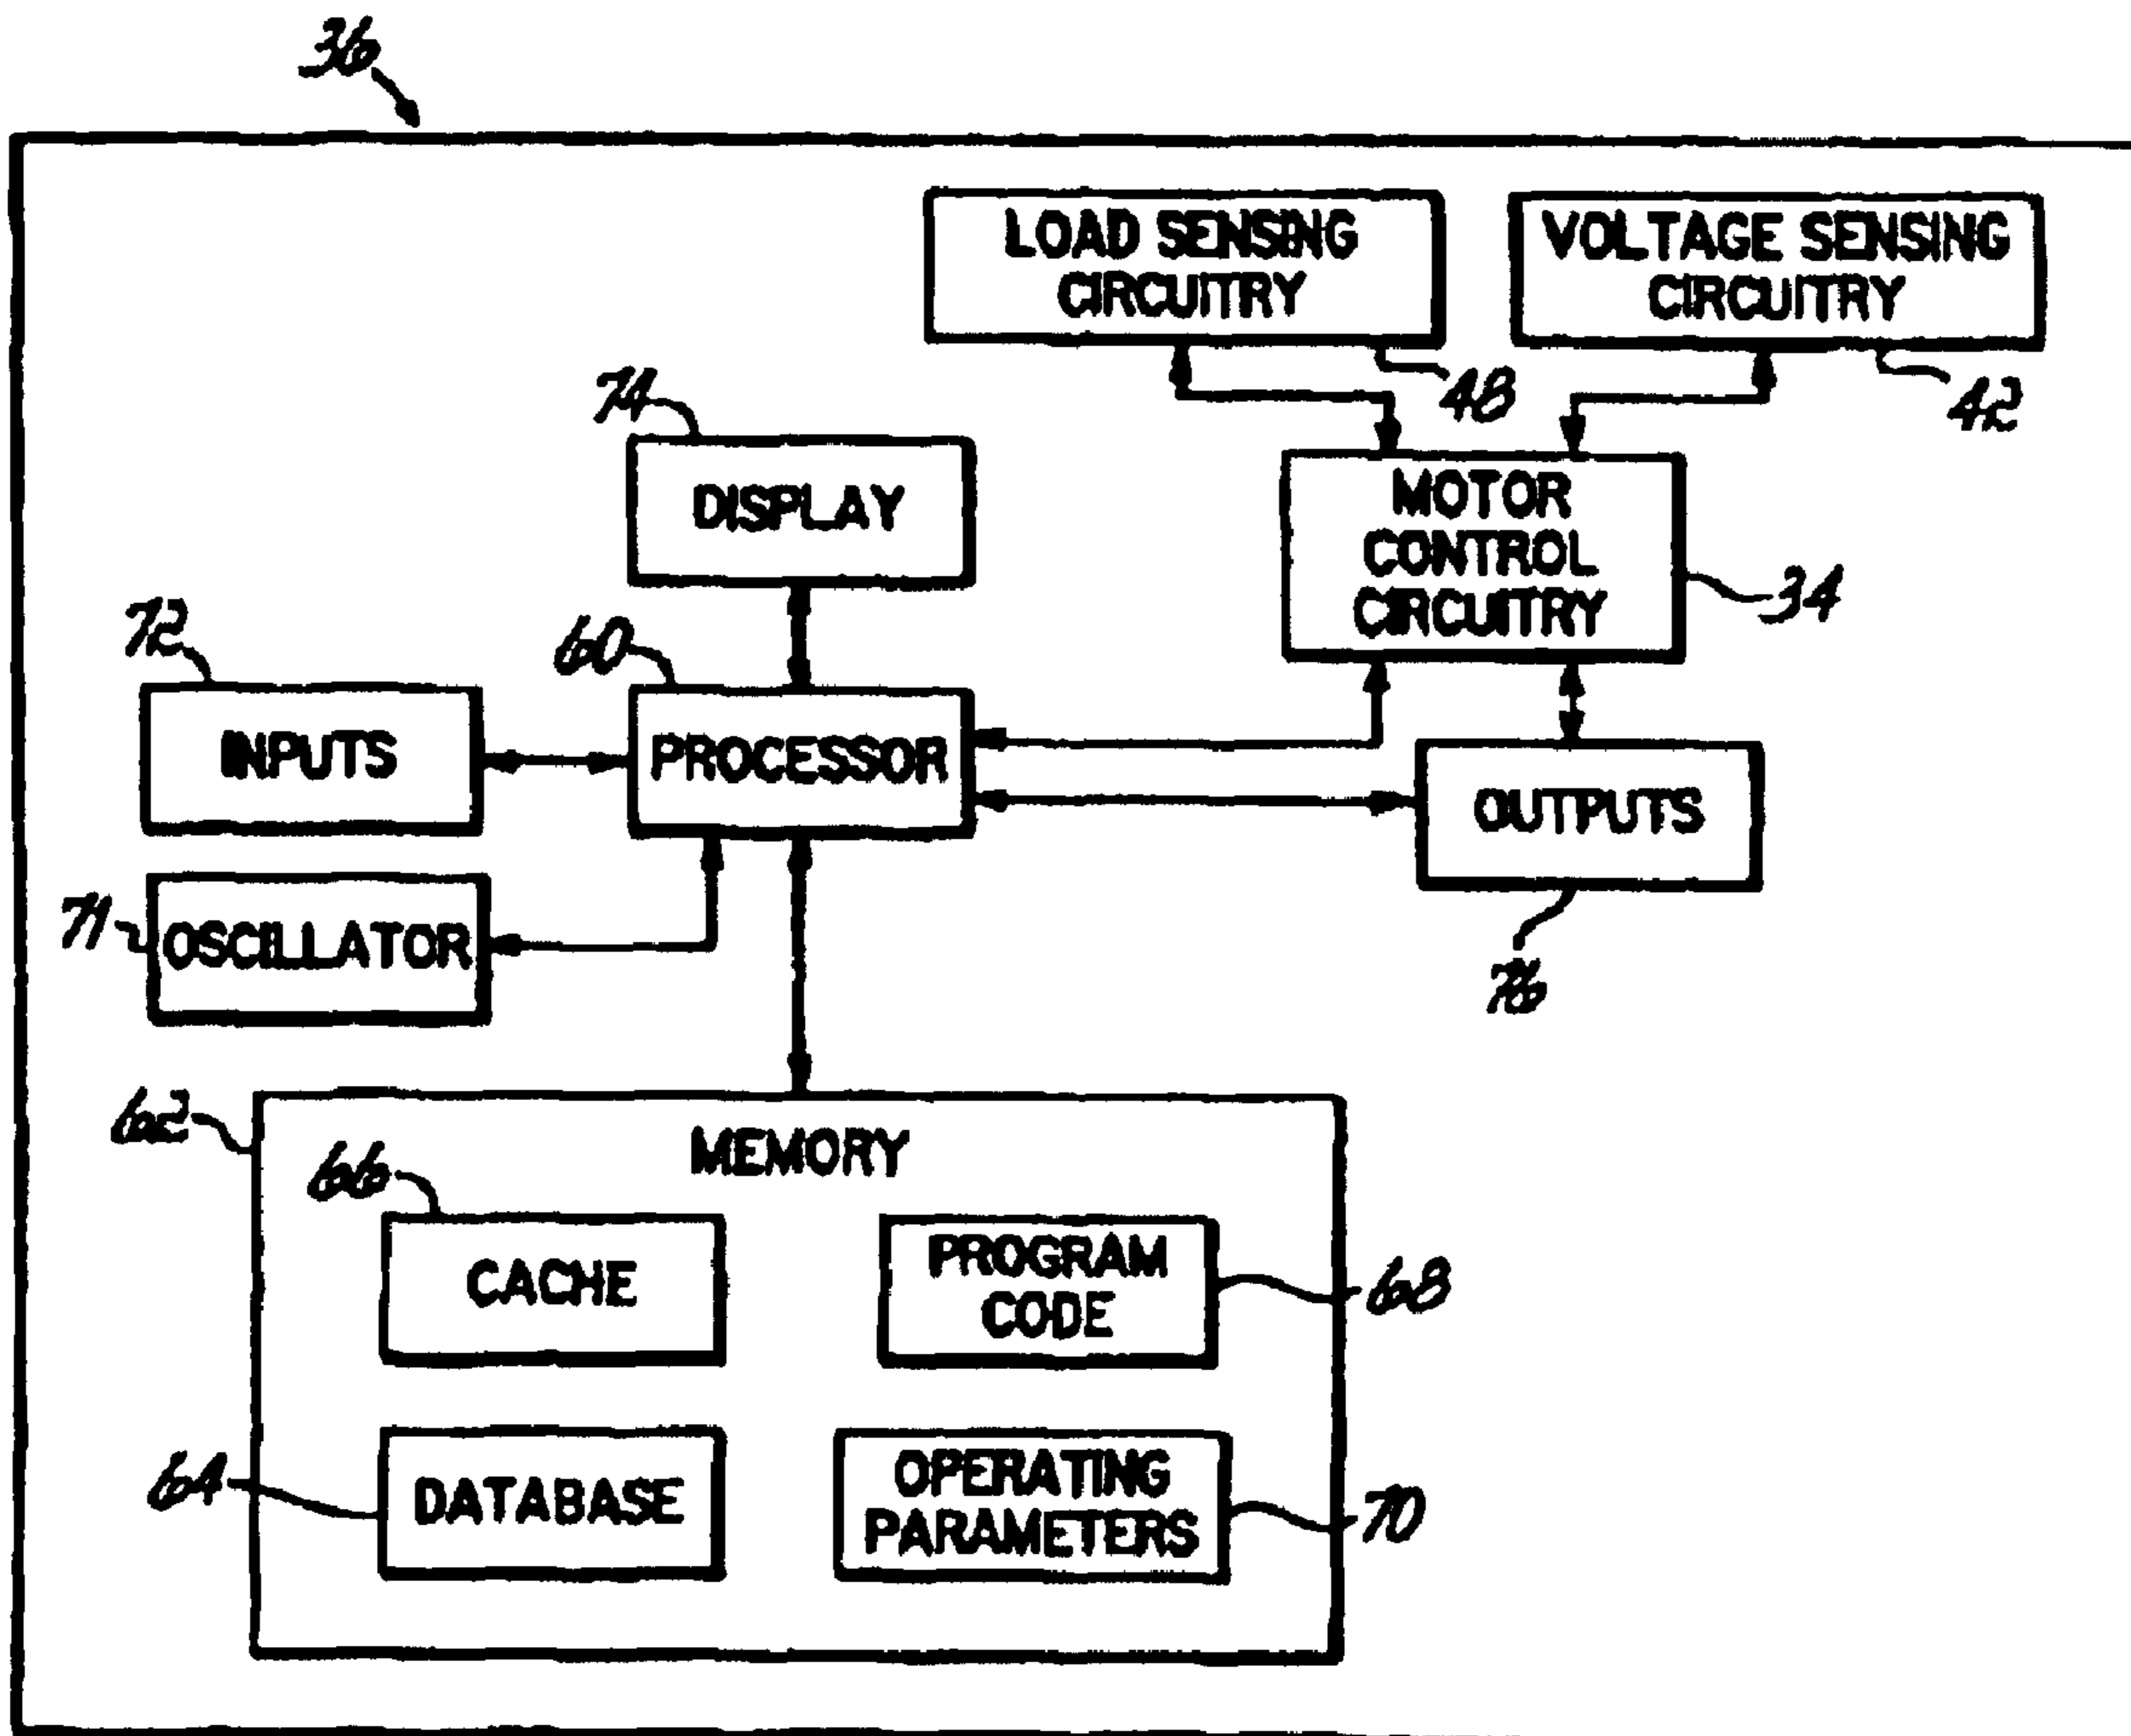 36
LOAD SENSING
CIRCUITRY
VOLTAGE SENSING
CIRCUITRY
48
42
74
DISPLAY
MOTOR
CONTROL
CIRCUITRY
34
72
60
INPUTS
PROCESSOR
OUTPUTS
71
OSCILLATOR
76
62
MEMORY
66
CACHE
PROGRAM
CODE
68
64
DATABASE
OPERATING
PARAMETERS
70